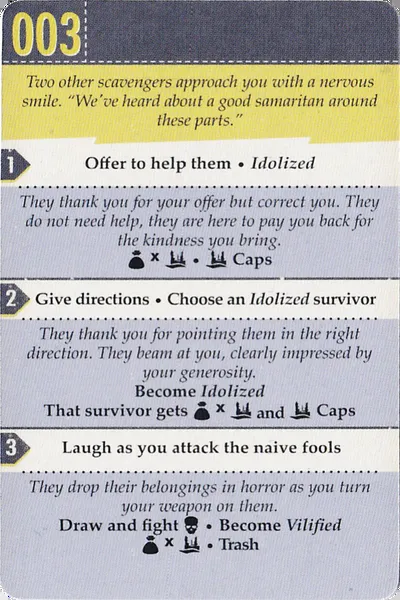 003
Two other scavengers approach you with a nervous
smile. “We’ve heard about a good samaritan around
these parts.”
1 Offer to help them • Idolized
They thank you for your offer but correct you. They
do not need help, they are here to pay you back for
the kindness you bring.
x • Caps
2 Give directions • Choose an Idolized survivor
They thank you for pointing them in the right
direction. They beam at you, clearly impressed by
your generosity.
Become Idolized
That survivor gets x and Caps
3 Laugh as you attack the naive fools
They drop their belongings in horror as you turn
your weapon on them.
Draw and fight • Become Vilified
x • Trash